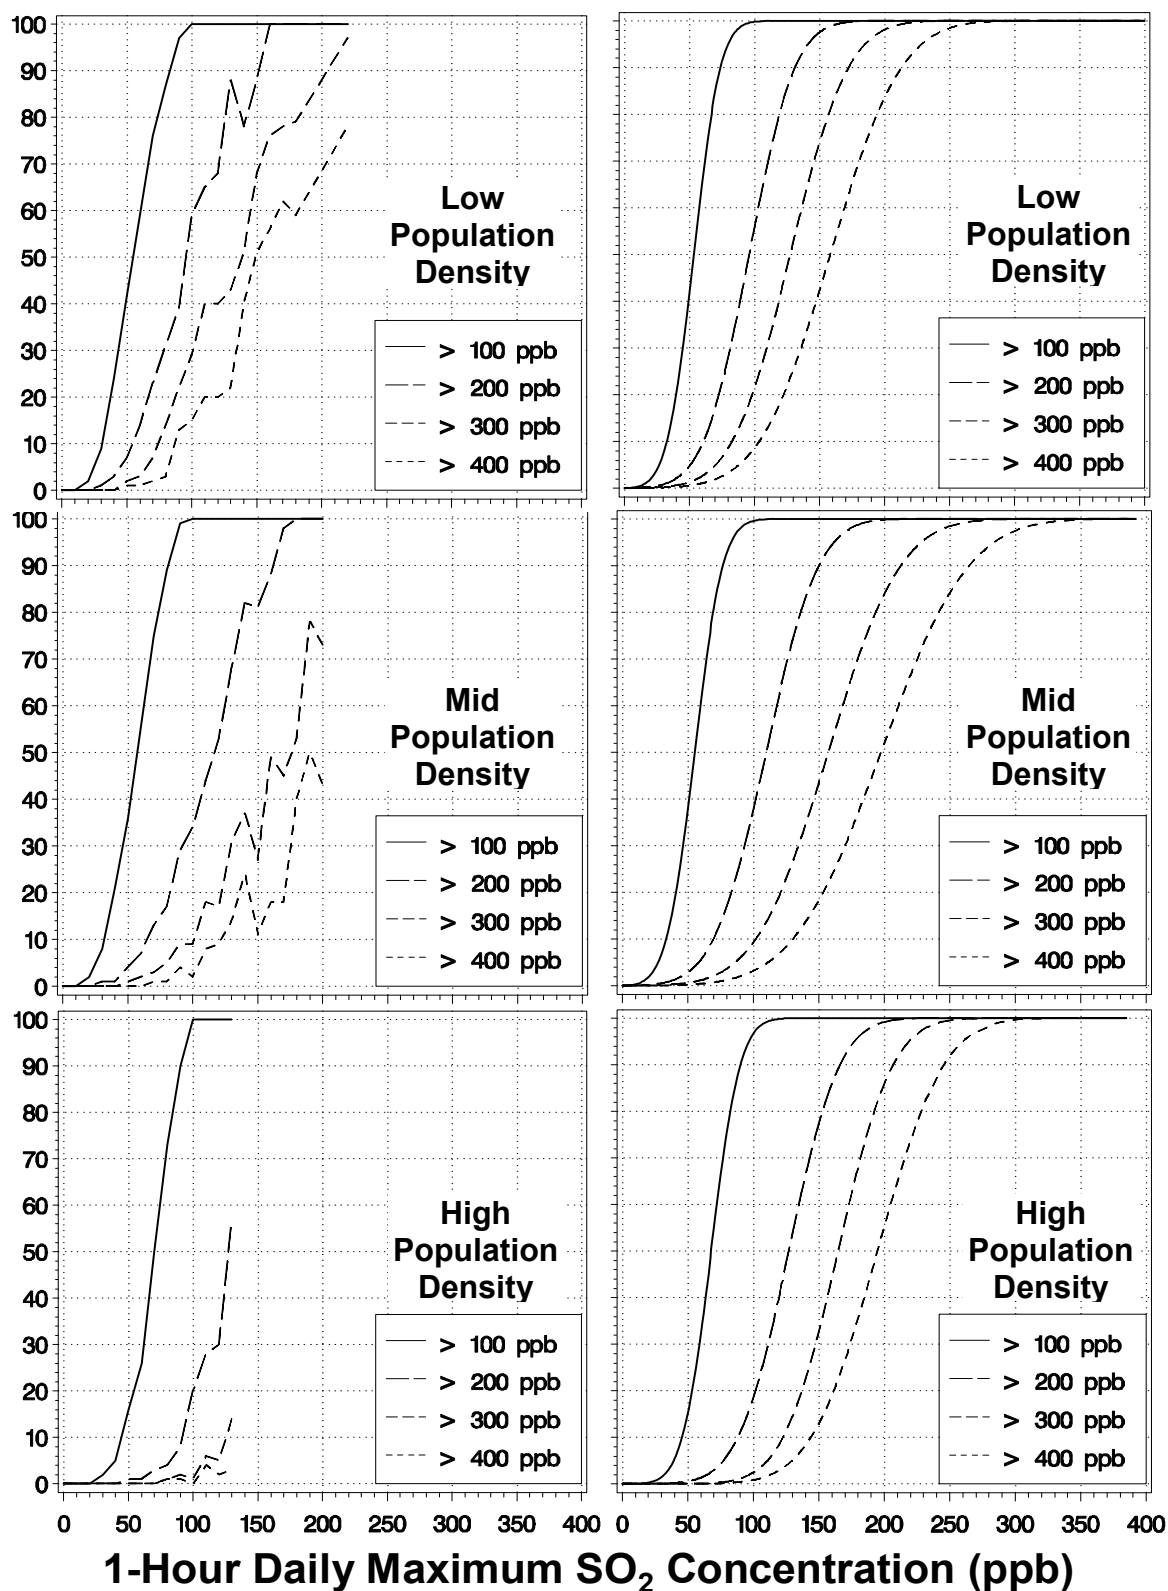 100
90
80
70
60
50
40
30
20
10
0
Low
Population
Density
> 100 ppb
> 200 ppb
> 300 ppb
> 400 ppb
Low
Population
Density
> 100 ppb
> 200 ppb
> 300 ppb
> 400 ppb
100
90
80
70
60
50
40
30
20
10
0
Mid
Population
Density
> 100 ppb
> 200 ppb
> 300 ppb
> 400 ppb
Mid
Population
Density
> 100 ppb
> 200 ppb
> 300 ppb
> 400 ppb
100
90
80
70
60
50
40
30
20
10
0
High
Population
Density
> 100 ppb
> 200 ppb
> 300 ppb
> 400 ppb
High
Population
Density
> 100 ppb
> 200 ppb
> 300 ppb
> 400 ppb
0 50 100 150 200 250 300 350 400
0 50 100 150 200 250 300 350 400
1-Hour Daily Maximum SO₂ Concentration (ppb)